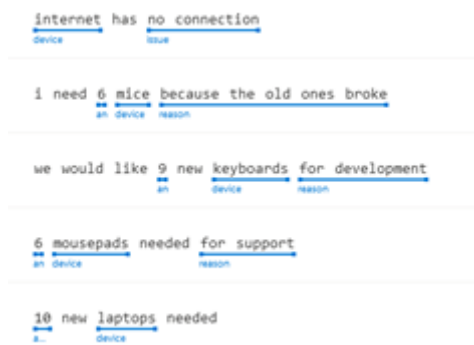 internet has no connection
device issue
i need 6 mice because the old ones broke
an device reason
we would like 9 new keyboards for development
an device reason
6 mousepads needed for support
an device reason
10 new laptops needed
a... device